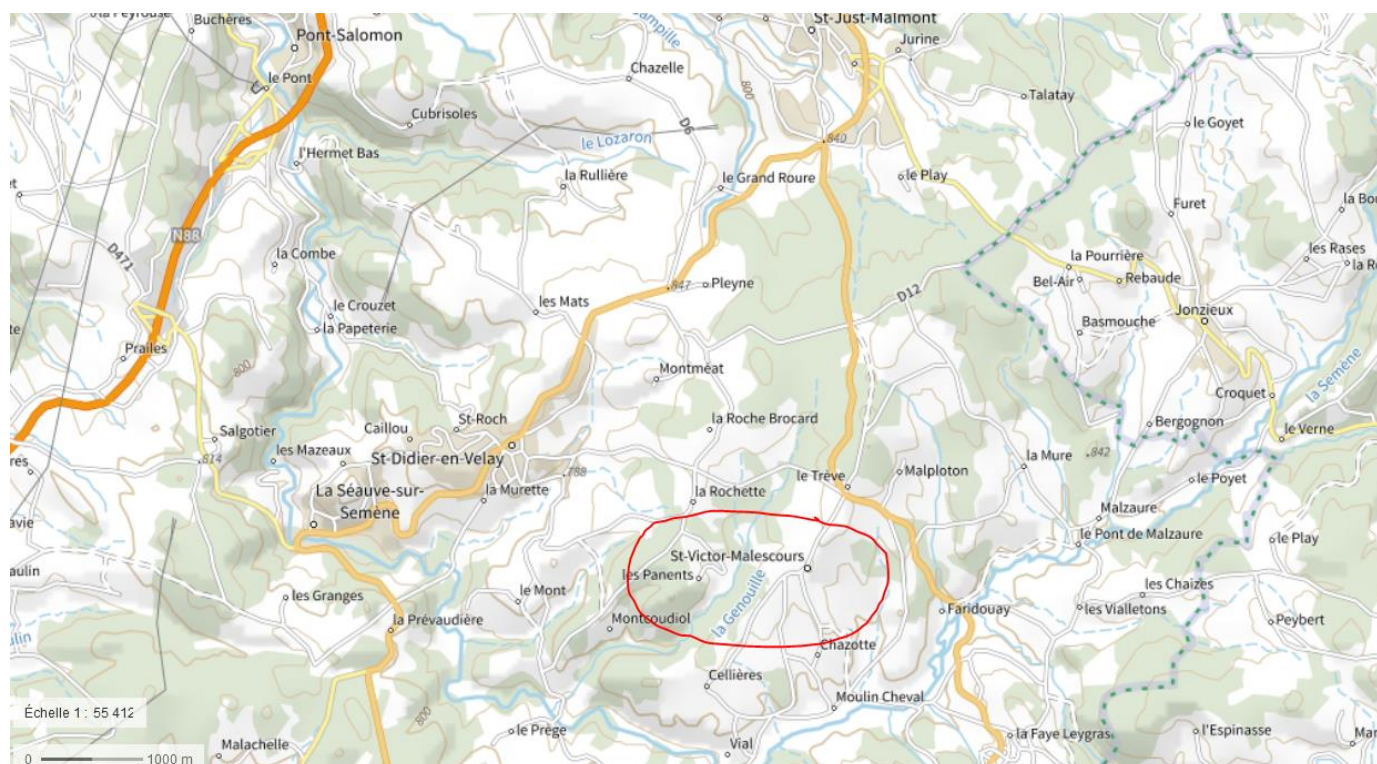 la Peyrouse
Buchères
Pont-Salomon
le Pont
Chazelle
Cubrisoles
St-Just-Malmont
Jurine
800
Talatay
le Goyet
D6
le Lozaron
840
l'Hermet Bas
la Rullière
le Grand Roure
le Play
Furet
les Rases
N88
D471
la Combe
847
Pleyne
D12
la Pourrière
Bel-Air
Rebaude
le Crouzet
la Papeterie
les Mats
Jonzieux
Basmouche
Prailes
800
Montméat
Croquet
la Semène
St-Roch
la Roche Brocard
Bergognon
le Verne
Salgotier
Caillou
814
les Mazeaux
St-Didier-en-Velay
788
la Mure
842
la Murette
la Rochette
le Trève
Malploton
le Poyet
La Séauve-sur-
Semène
Malzaure
le Pont de Malzaure
le Play
St-Victor-Malescours
les Panents
la Genouille
les Chaizes
les Granges
le Mont
Faridouay
les Vialletons
la Prévaudière
Montcoudiol
Peybert
Chazotte
Cellières
Moulin Cheval
Échelle 1 : 55 412
800
le Prège
Vial
la Faye Leygras
l'Espinasse
Malachelle
0 1000 m